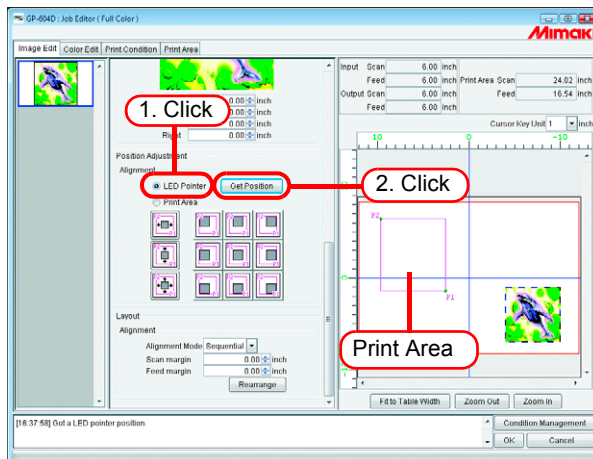 GP-604D : Job Editor ( Full Color )
Mimaki
Image Edit Color Edit Print Condition Print Area
Input Scan 6.00 inch Print Area Scan 24.02 inch
Feed 6.00 inch Feed 16.54 inch
Output Scan 6.00 inch
Feed 6.00 inch
Cursor Key Unit 1 inch
0.00 inch
0.00 inch
0.00 inch
Right 0.00 inch
1. Click
Position Adjustment
Alignment
LED Pointer Get Position
2. Click
Print Area
10 0 -10
0
P2
P1
Print Area
Layout
Alignment
Alignment Mode Sequential
Scan margin 0.00 inch
Feed margin 0.00 inch
Rearrange
Fit to Table Width Zoom Out Zoom In
[16:37:58] Got a LED pointer position.
Condition Management
OK Cancel